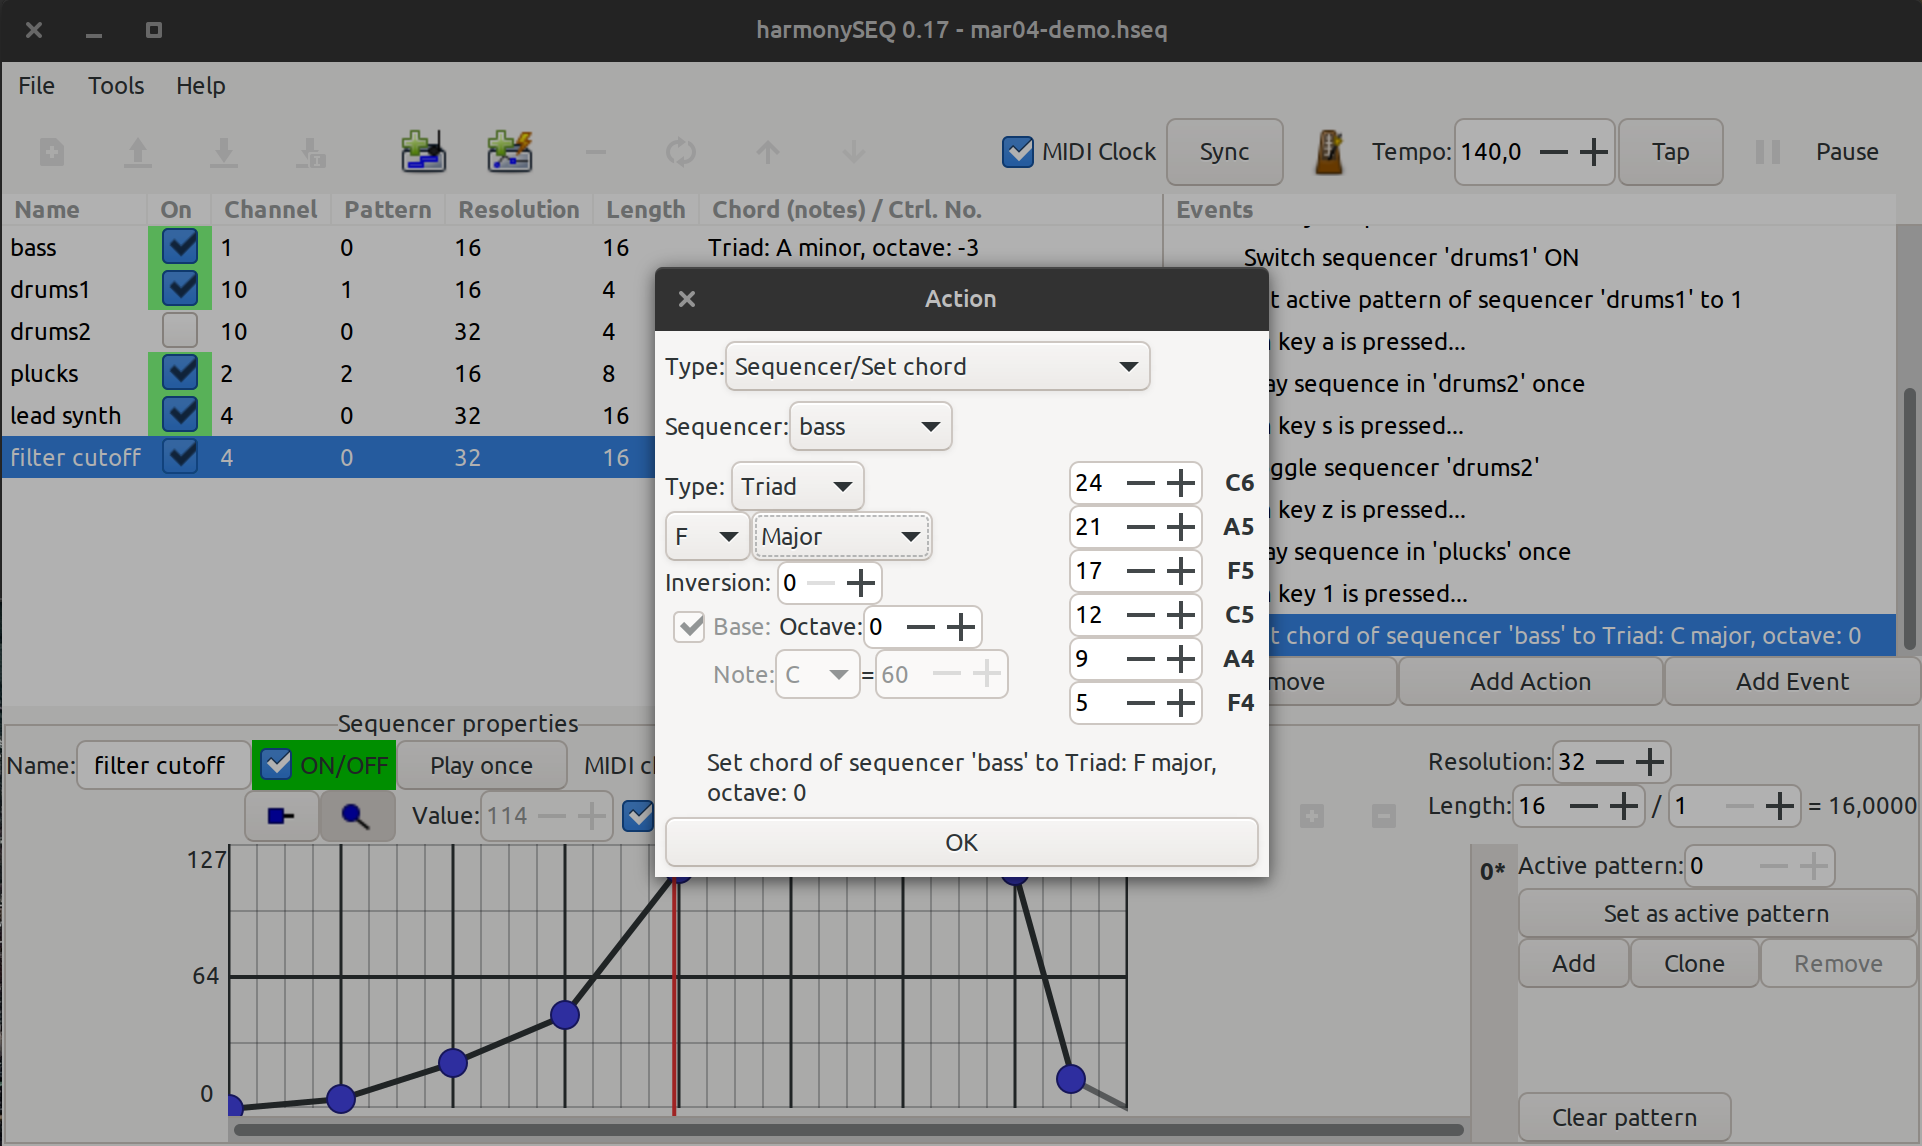 harmonySEQ 0.17 - mar04-demo.hseq
File Tools Help
MIDI Clock Sync Tempo: 140,0 Tap Pause
Name On Channel Pattern Resolution Length Chord (notes) / Ctrl. No. Events
bass 1 0 16 16 Triad: A minor, octave: -3
Switch sequencer 'drums1' ON
drums1 10 1 16 4
t active pattern of sequencer 'drums1' to 1
drums2 10 0 32 4
key a is pressed...
plucks 2 2 16 8
ay sequence in 'drums2' once
lead synth 4 0 32 16
key s is pressed...
filter cutoff 4 0 32 16
ggle sequencer 'drums2'
key z is pressed...
ay sequence in 'plucks' once
key 1 is pressed...
t chord of sequencer 'bass' to Triad: C major, octave: 0
move Add Action Add Event
Action
Type: Sequencer/Set chord
Sequencer: bass
Type: Triad
F Major
Inversion: 0
Base: Octave: 0
Note: C = 60
24 C6
21 A5
17 F5
12 C5
9 A4
5 F4
Set chord of sequencer 'bass' to Triad: F major,
octave: 0
OK
Sequencer properties
Name: filter cutoff ON/OFF Play once MIDI c
Value: 114
Resolution: 32
Length: 16 / 1 = 16,0000
127
64
0
0* Active pattern: 0
Set as active pattern
Add Clone Remove
Clear pattern